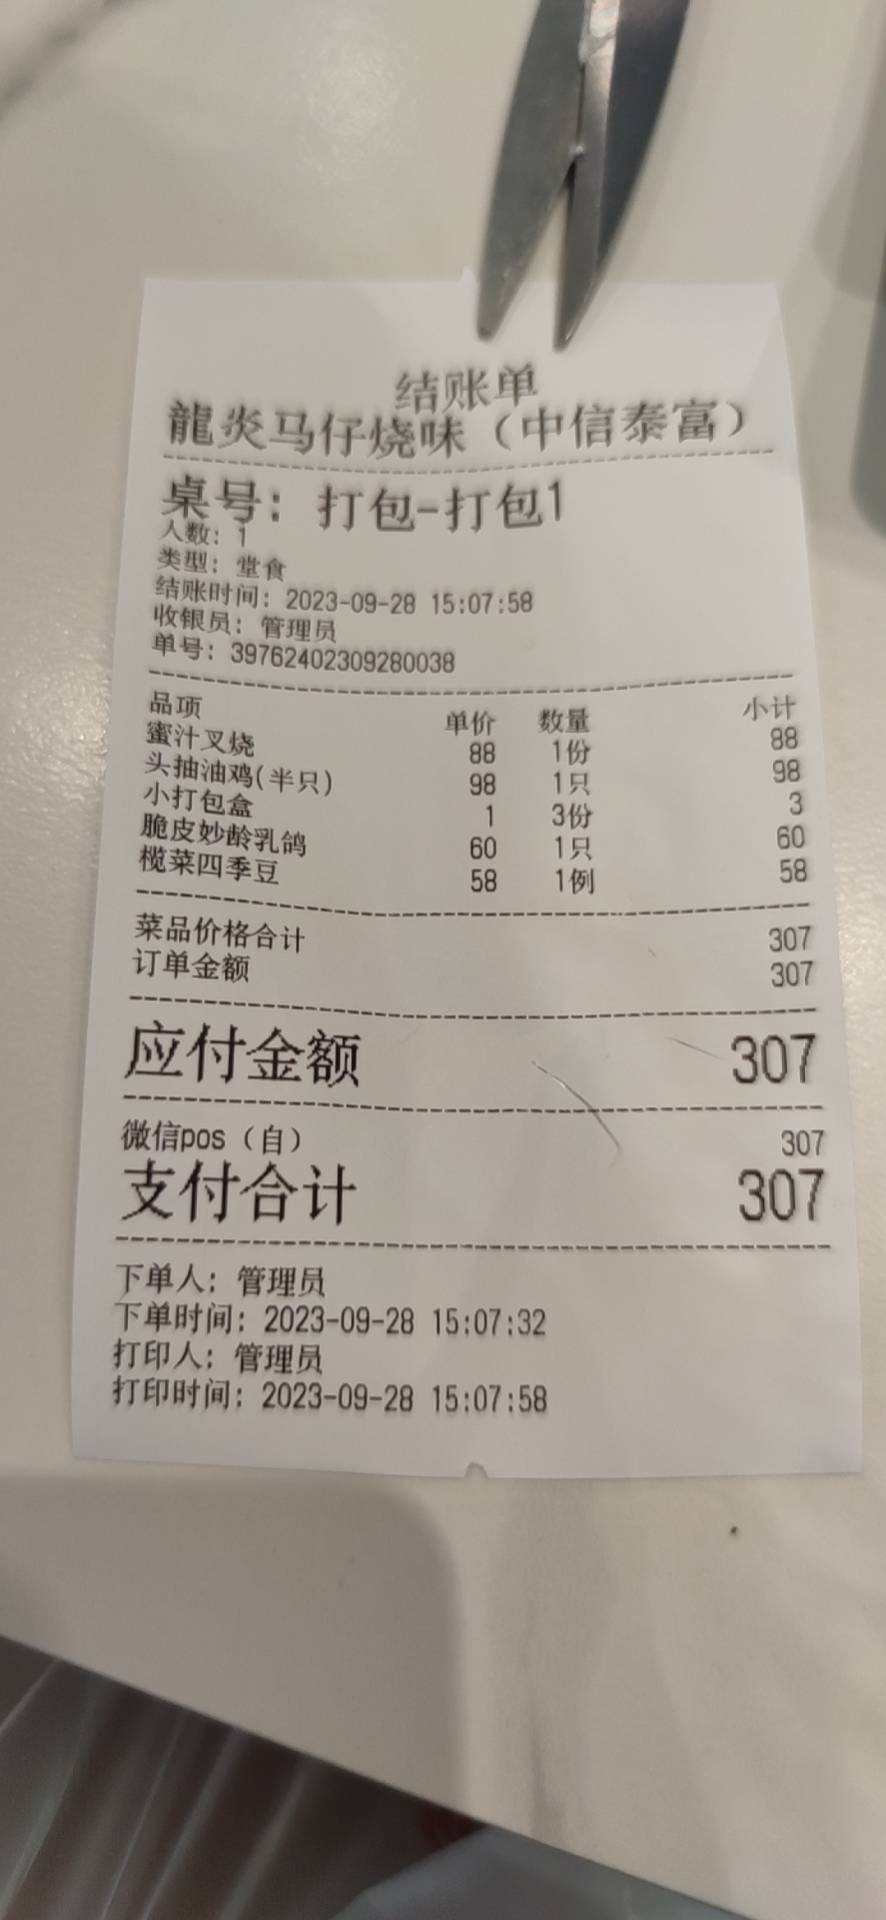 结账单
龍炎马仔烧味（中信泰富）
桌号：打包-打包1
人数：1
类型：堂食
结账时间：2023-09-28 15:07:58
收银员：管理员
单号：39762402309280038
品项 单价 数量 小计
蜜汁叉烧 88 1份 88
头抽油鸡(半只) 98 1只 98
小打包盒 1 3份 3
脆皮妙龄乳鸽 60 1只 60
榄菜四季豆 58 1例 58
菜品价格合计 307
订单金额 307
应付金额 307
微信pos（自） 307
支付合计 307
下单人：管理员
下单时间：2023-09-28 15:07:32
打印人：管理员
打印时间：2023-09-28 15:07:58